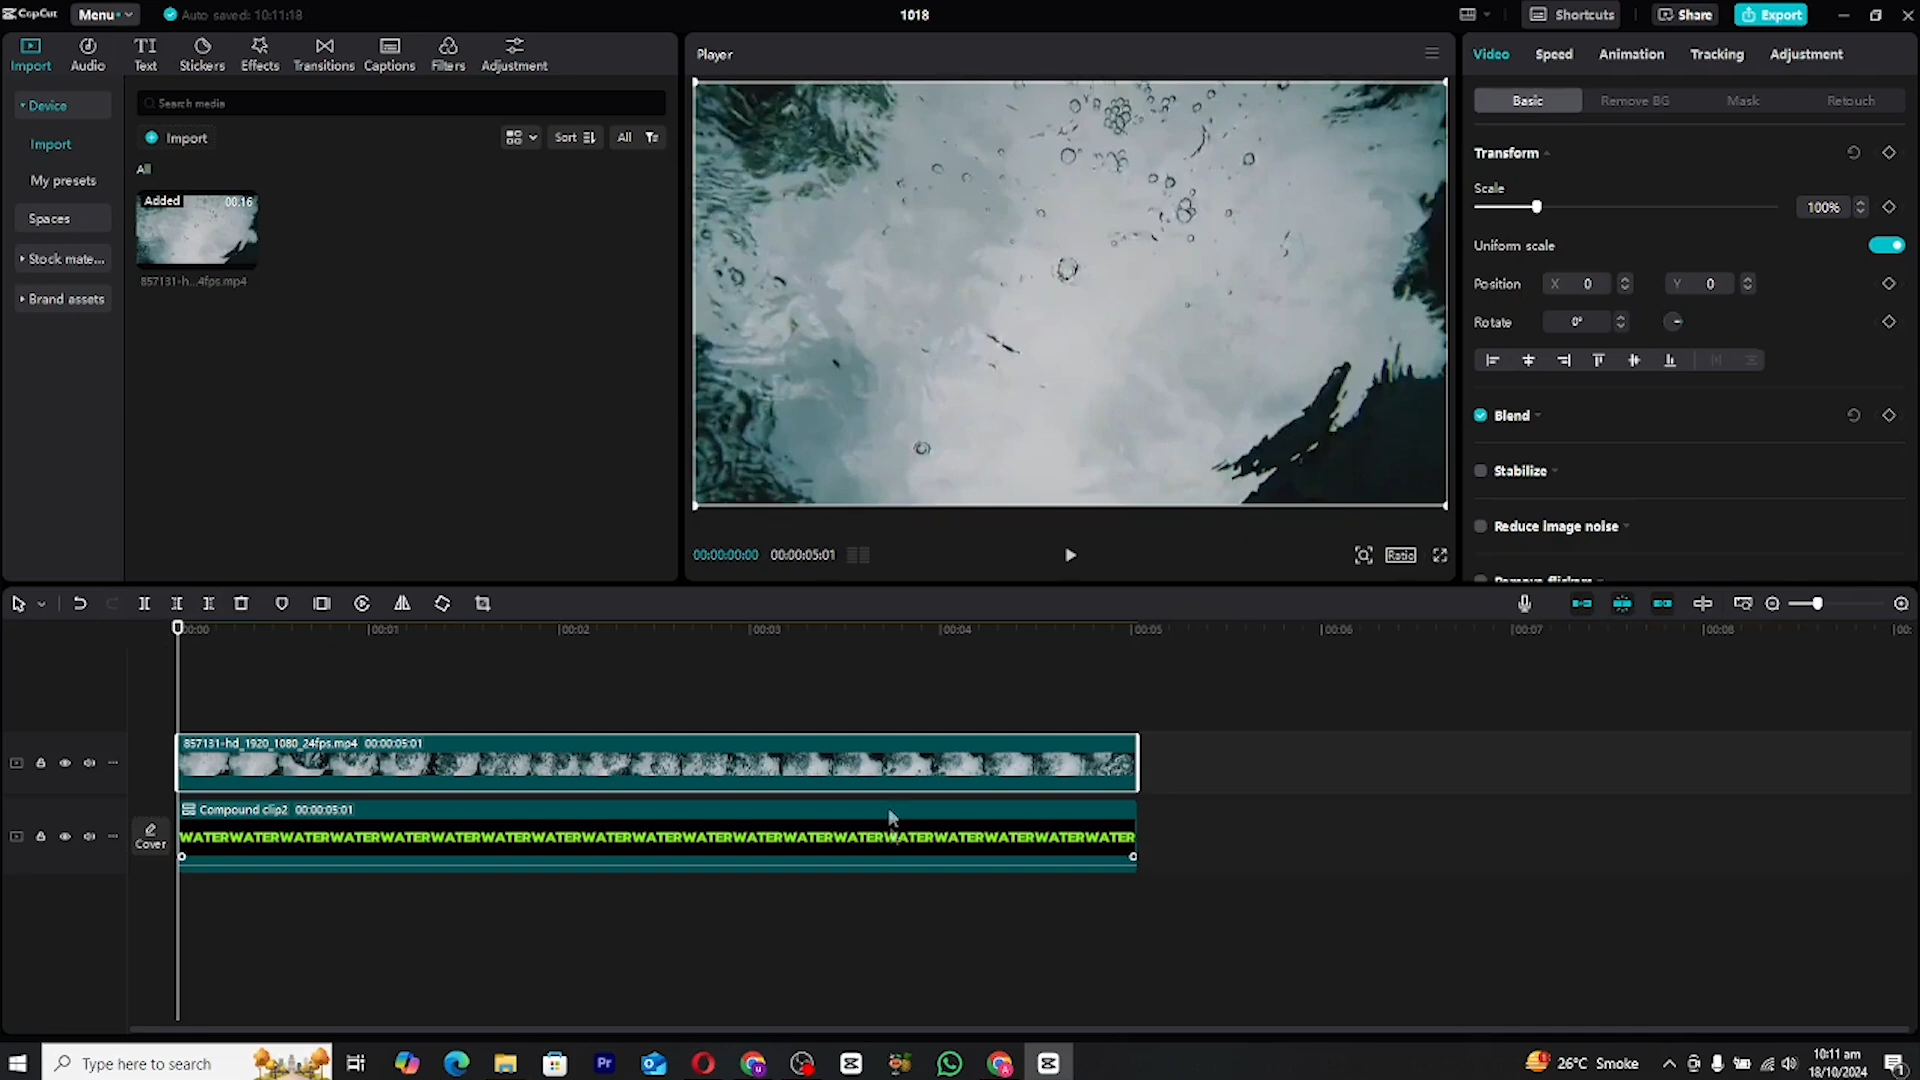 CapCut
Menu
Auto saved: 10:11:18
1018
Shortcuts
Share
Export
Import
Audio
TI
Text
Stickers
Effects
Transitions
Captions
Filters
Adjustment
Device
Import
My presets
Spaces
Stock mate...
Brand assets
Search media
Import
Sort
All
All
Added
00:16
857131-h...4fps.mp4
Player
00:00:00:00
00:00:05:01
Ratio
Video
Speed
Animation
Tracking
Adjustment
Basic
Remove BG
Mask
Retouch
Transform
Scale
100%
Uniform scale
Position
X 0
Y 0
Rotate
0°
Blend
Stabilize
Reduce image noise
Remove flickers
00:00
00:01
00:02
00:03
00:04
00:05
00:06
00:07
00:08
00:
857131-hd_1920_1080_24fps.mp4 00:00:05:01
Cover
Compound clip2 00:00:05:01
WATERWATERWATERWATERWATERWATERWATERWATERWATERWATERWATERWATERWATERWATERWATERWATERWATERWATERWATER
Type here to search
Pr
26°C Smoke
10:11 am
18/10/2024